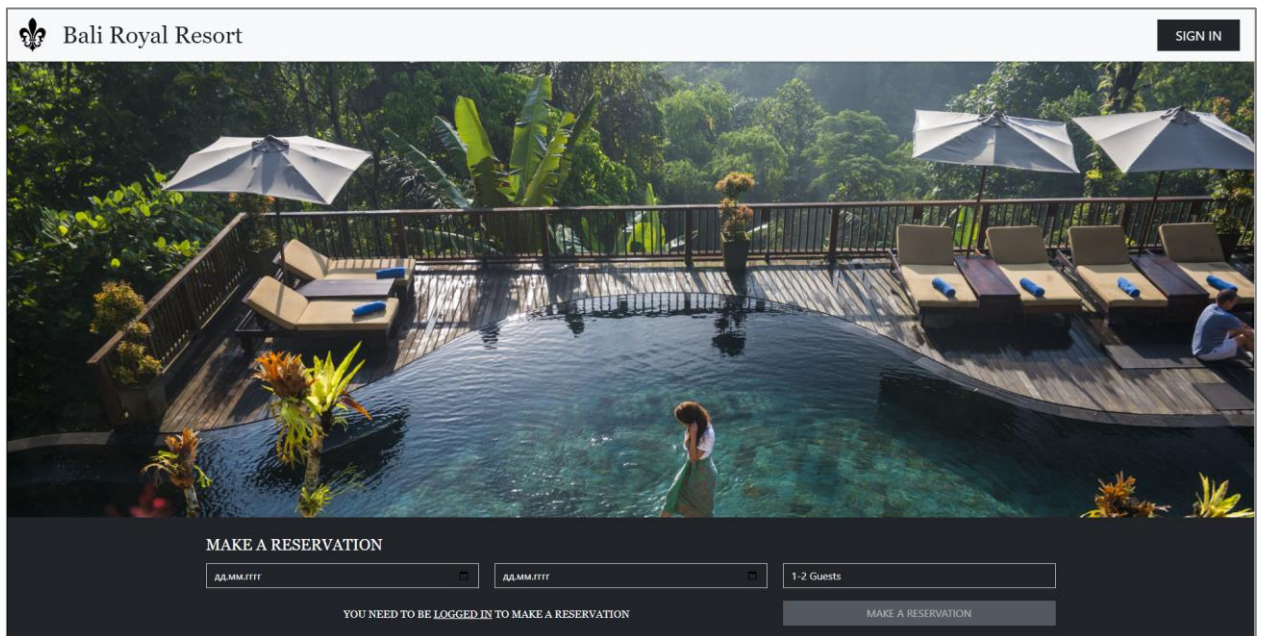 Bali Royal Resort
SIGN IN
MAKE A RESERVATION
дд.мм.гггг
дд.мм.гггг
1-2 Guests
YOU NEED TO BE LOGGED IN TO MAKE A RESERVATION
MAKE A RESERVATION